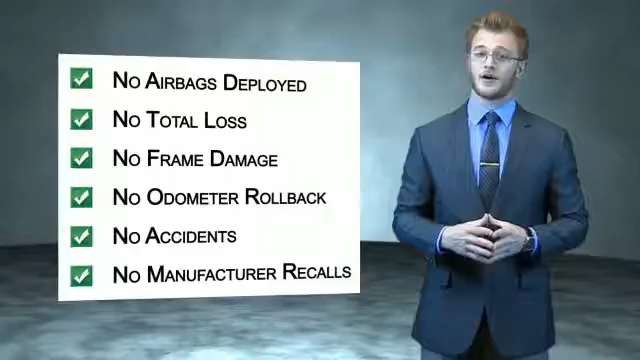 No Airbags Deployed
No Total Loss
No Frame Damage
No Odometer Rollback
No Accidents
No Manufacturer Recalls